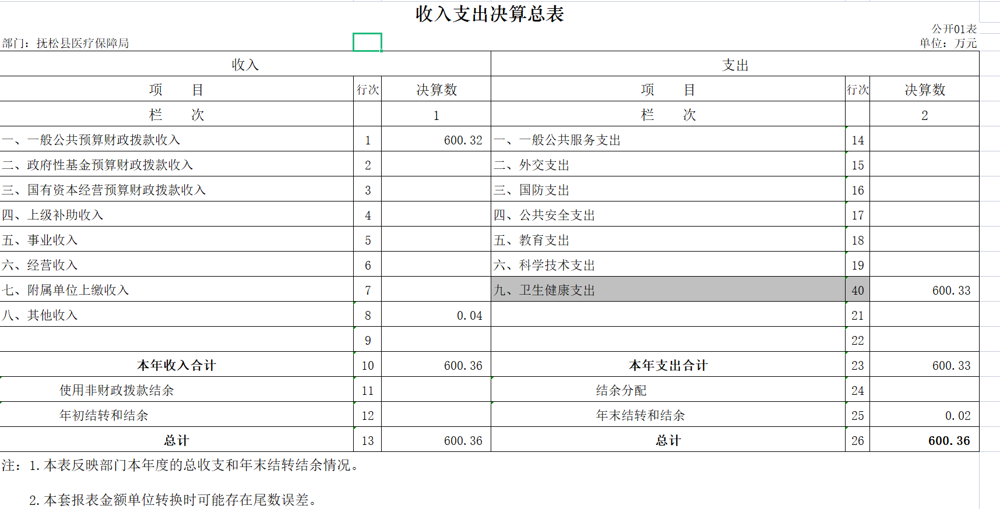 收入支出决算总表
公开01表
部门：抚松县医疗保障局 单位：万元
收入 支出
项 目 行次 决算数 项 目 行次 决算数
栏 次 1 栏 次 2
一、一般公共预算财政拨款收入 1 600.32 一、一般公共服务支出 14
二、政府性基金预算财政拨款收入 2 二、外交支出 15
三、国有资本经营预算财政拨款收入 3 三、国防支出 16
四、上级补助收入 4 四、公共安全支出 17
五、事业收入 5 五、教育支出 18
六、经营收入 6 六、科学技术支出 19
七、附属单位上缴收入 7 九、卫生健康支出 40 600.33
八、其他收入 8 0.04 21
9 22
本年收入合计 10 600.36 本年支出合计 23 600.33
使用非财政拨款结余 11 结余分配 24
年初结转和结余 12 年末结转和结余 25 0.02
总计 13 600.36 总计 26 600.36
注：1.本表反映部门本年度的总收支和年末结转结余情况。
2.本套报表金额单位转换时可能存在尾数误差。